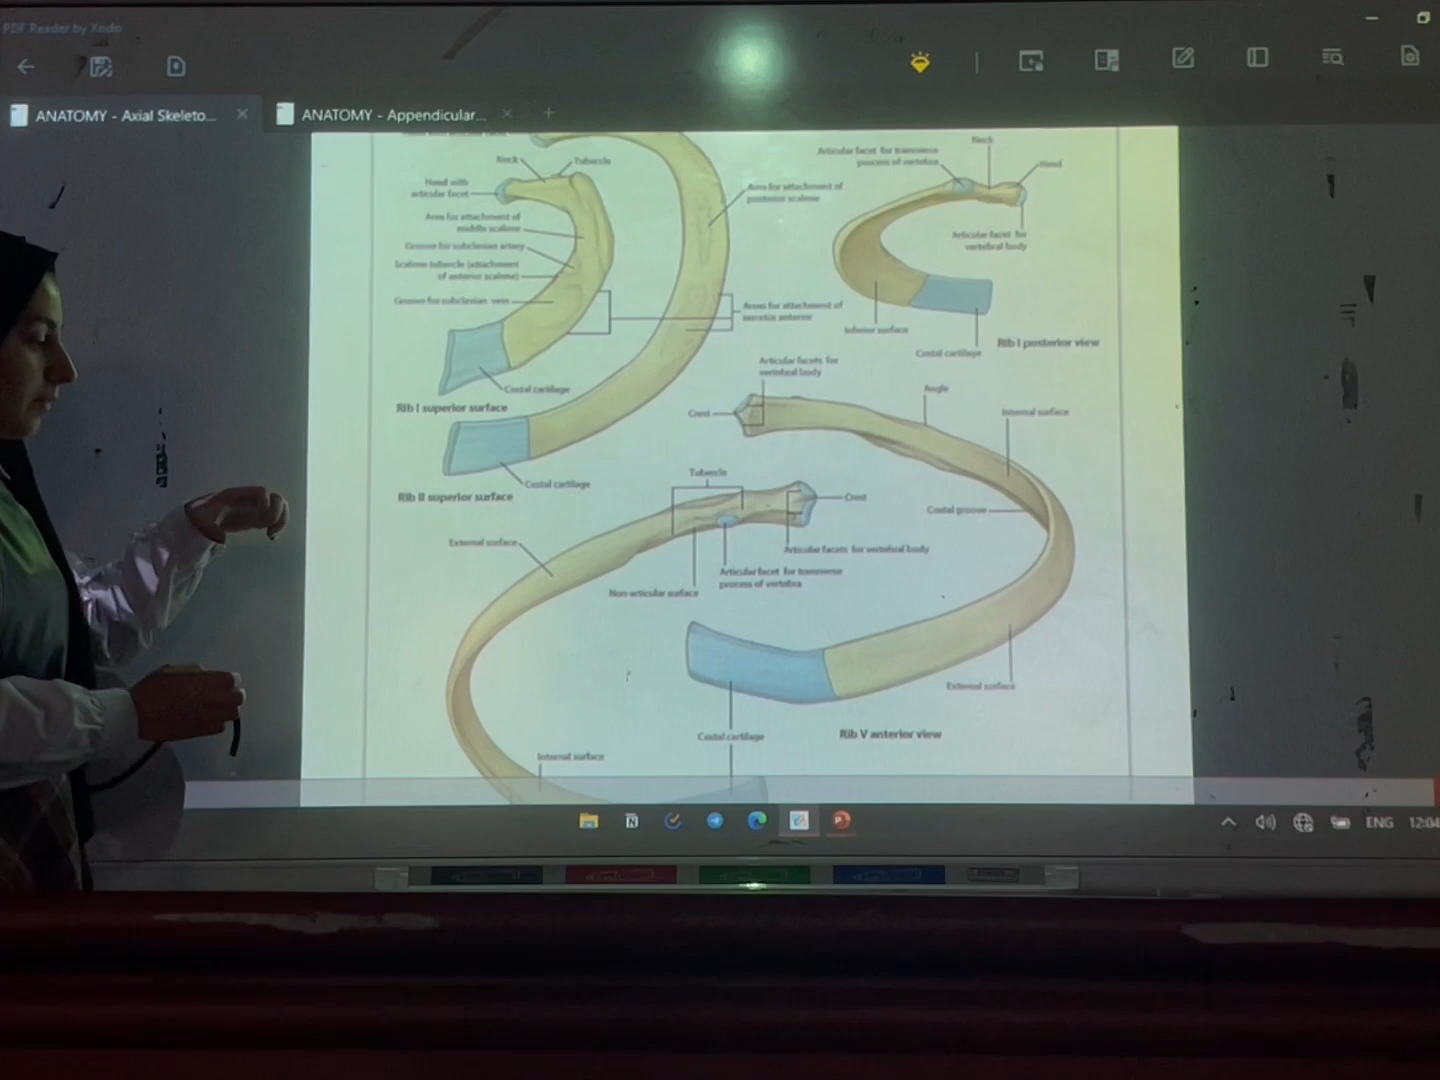 PDF Reader by Xodo
ANATOMY - Axial Skeleto...
ANATOMY - Appendicular...
Neck
Tubercle
Head with
articular facet
Area for attachment of
middle scalene
Groove for subclavian artery
Scalene tubercle (attachment
of anterior scalene)
Groove for subclavian vein
Costal cartilage
Rib I superior surface
Area for attachment of
posterior scalene
Areas for attachment of
serratus anterior
Costal cartilage
Rib II superior surface
Articular facet for transverse
process of vertebra
Neck
Head
Articular facet for
vertebral body
Inferior surface
Costal cartilage
Rib I posterior view
Articular facets for
vertebral body
Crest
Angle
Internal surface
Costal groove
External surface
Costal cartilage
Rib V anterior view
Tubercle
Crest
External surface
Articular facets for vertebral body
Articular facet for transverse
process of vertebra
Non-articular surface
Internal surface
ENG
12:04